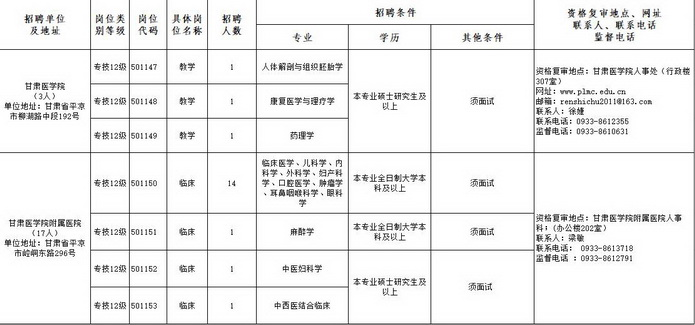 招聘单位
及地址
岗位类
别等级
岗位
代码
具体岗
位名称
招聘
人数
招聘条件
专业
学历
其他条件
资格复审地点、网址
联系人、联系电话
监督电话
甘肃医学院
（3人）
单位地址：甘肃省平凉
市柳湖路中段192号
专技12级
501147
教学
1
人体解剖与组织胚胎学
专技12级
501148
教学
1
康复医学与理疗学
专技12级
501149
教学
1
药理学
本专业硕士研究生及
以上
须面试
资格复审地点：甘肃医学院人事处（行政楼
307室）
网址：www.plmc.edu.cn
邮箱：renshichu2011@163.com
联系人：徐婕
联系电话：0933-8612355
监督电话：0933-8610631
甘肃医学院附属医院
（17人）
单位地址：甘肃省平凉
市崆峒东路296号
专技12级
501150
临床
14
临床医学、儿科学、内
科学、外科学、妇产科
学、口腔医学、肿瘤学
、耳鼻咽喉科学、眼科
学
本专业全日制大学本
科及以上
须面试
专技12级
501151
临床
1
麻醉学
本专业全日制大学本
科及以上
须面试
专技12级
501152
临床
1
中医妇科学
专技12级
501153
临床
1
中西医结合临床
本专业硕士研究生及
以上
须面试
资格复审地点：甘肃医学院附属医院人事
科；(办公楼202室）
联系人：梁敏
联系电话： 0933-8613718
监督电话 ：0933-8612791